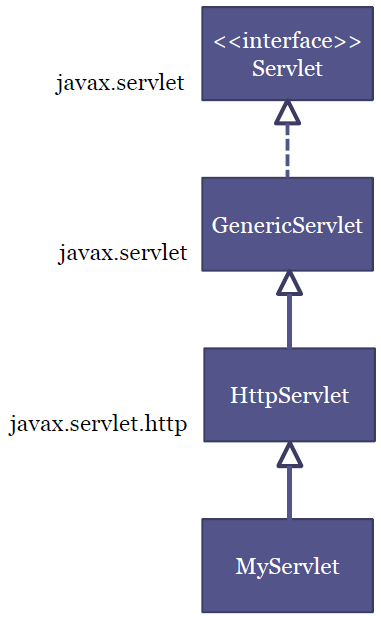 <<interface>>
Servlet
javax.servlet
GenericServlet
javax.servlet
HttpServlet
javax.servlet.http
MyServlet